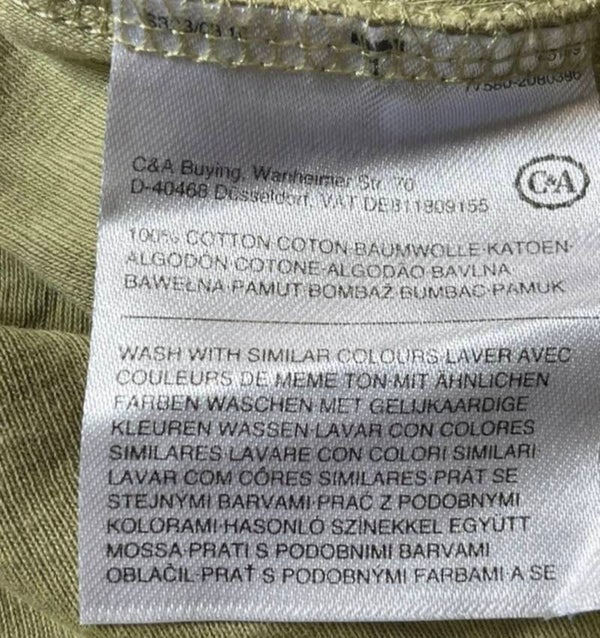 C&A Buying, Wanheimer Str. 70
D-40468 Düsseldorf, VAT DE811809155
C&A
100% COTTON·COTON·BAUMWOLLE·KATOEN·
ALGODÓN·COTONE·ALGODÃO·BAVLNA
BAWEŁNA·PAMUT·BOMBAŽ·BUMBAC·PAMUK
WASH WITH SIMILAR COLOURS·LAVER AVEC
COULEURS DE MEME TON·MIT ÄHNLICHEN
FARBEN WASCHEN·MET GELIJKAARDIGE
KLEUREN WASSEN·LAVAR CON COLORES
SIMILARES·LAVARE CON COLORI SIMILARI
LAVAR COM CÔRES SIMILARES·PRÁT SE
STEJNÝMI BARVAMI·PRAĆ Z PODOBNYMI
KOLORAMI·HASONLÓ SZÍNEKKEL EGYÜTT
MOSSA·PRATI S PODOBNIMI BARVAMI
OBLAČIL·PRAŤ S PODOBNÝMI FARBAMI·A SE